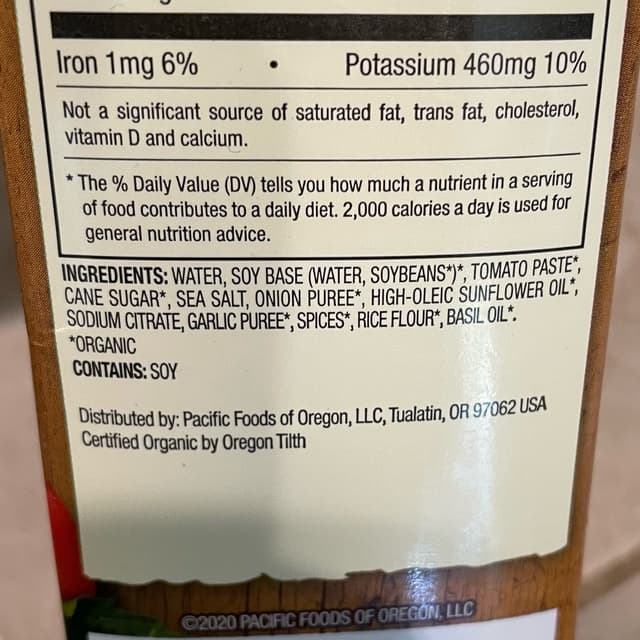 Iron 1mg 6% • Potassium 460mg 10%
Not a significant source of saturated fat, trans fat, cholesterol,
vitamin D and calcium.
* The % Daily Value (DV) tells you how much a nutrient in a serving
of food contributes to a daily diet. 2,000 calories a day is used for
general nutrition advice.
INGREDIENTS: WATER, SOY BASE (WATER, SOYBEANS*)*, TOMATO PASTE*,
CANE SUGAR*, SEA SALT, ONION PUREE*, HIGH-OLEIC SUNFLOWER OIL*,
SODIUM CITRATE, GARLIC PUREE*, SPICES*, RICE FLOUR*, BASIL OIL*.
*ORGANIC
CONTAINS: SOY
Distributed by: Pacific Foods of Oregon, LLC, Tualatin, OR 97062 USA
Certified Organic by Oregon Tilth
©2020 PACIFIC FOODS OF OREGON, LLC